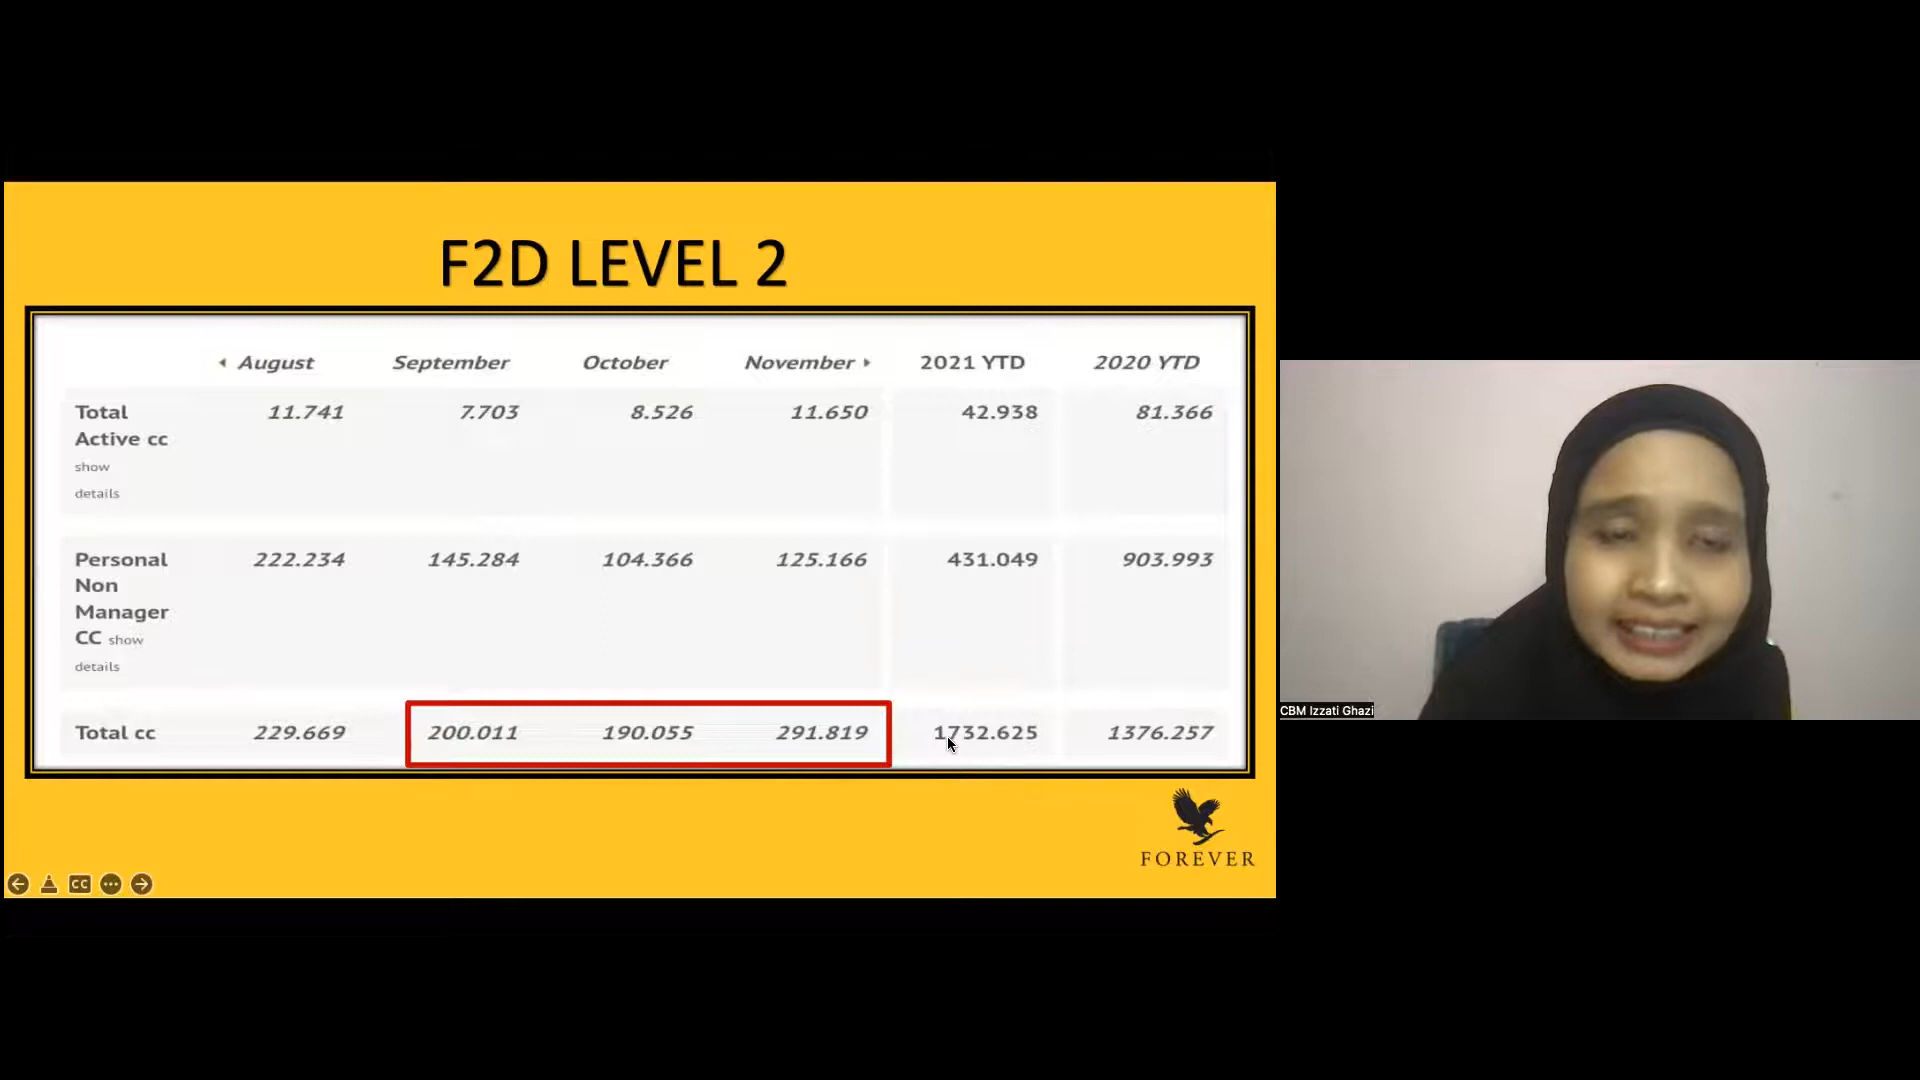 F2D LEVEL 2
August September October November 2021 YTD 2020 YTD
Total 11.741 7.703 8.526 11.650 42.938 81.366
Active cc
show
details
Personal 222.234 145.284 104.366 125.166 431.049 903.993
Non
Manager
CC show
details
Total cc 229.669 200.011 190.055 291.819 1732.625 1376.257
FOREVER
CC
CBM Izzati Ghazi